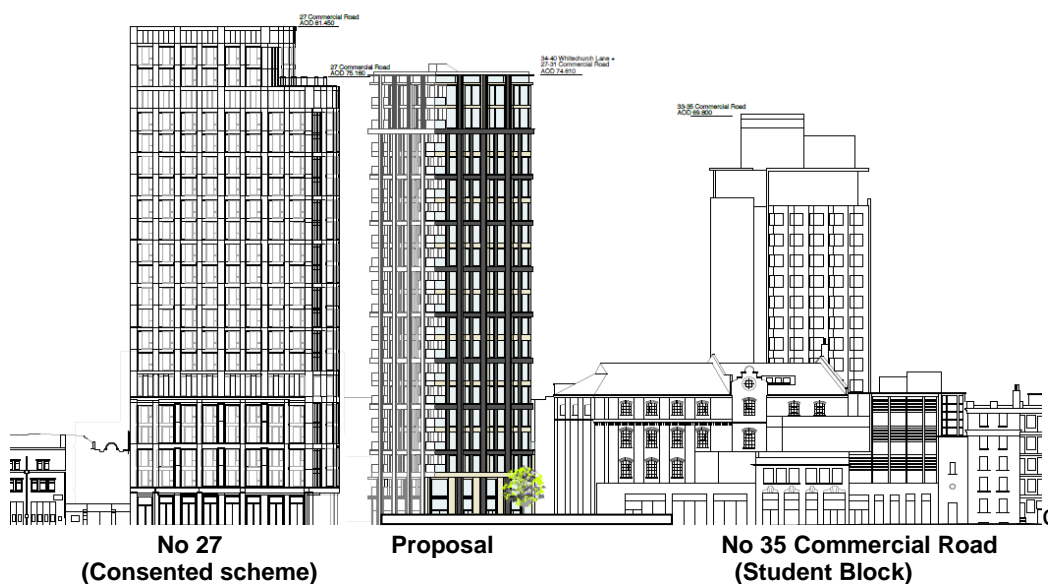 27 Commercial Road
AOD 81.450
27 Commercial Road
AOD 75.160
34-40 Whitechurch Lane +
27-31 Commercial Road
AOD 74.610
33-35 Commercial Road
AOD 69.800
No 27
(Consented scheme)
Proposal
No 35 Commercial Road
(Student Block)